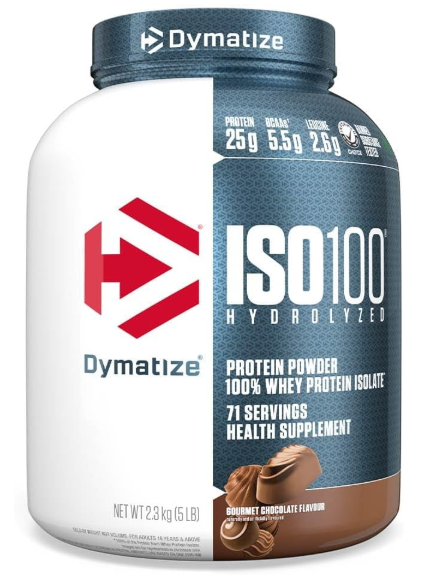 Dymatize
PROTEIN BCAAs LEUCINE
25g 5.5g 2.6g
ISO100®
HYDROLYZED
Dymatize®
PROTEIN POWDER
100% WHEY PROTEIN ISOLATE
71 SERVINGS
HEALTH SUPPLEMENT
GOURMET CHOCOLATE FLAVOUR
NET WT 2.3 kg (5 LB)